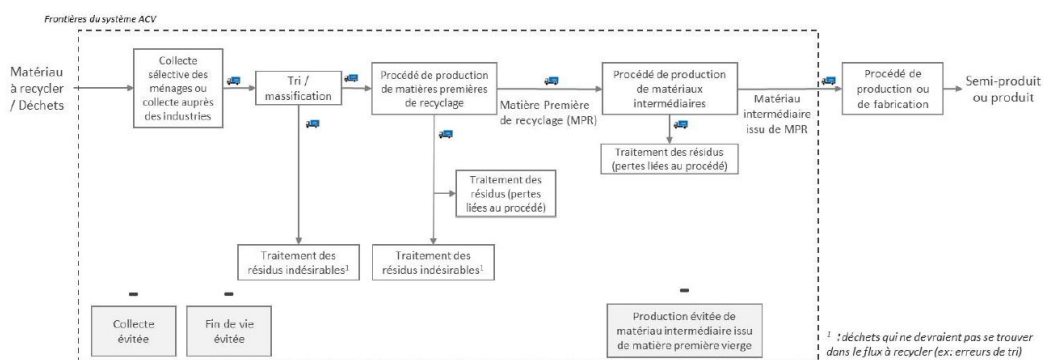 Frontières du système ACV
Matériau
à recycler
/ Déchets
Collecte
sélective des
ménages ou
collecte auprès
des industries
Tri /
massification
Procédé de production
de matières premières
de recyclage
Matière Première
de recyclage (MPR)
Procédé de production
de matériaux
intermédiaires
Matériau
intermédiaire
issu de MPR
Procédé de
production ou
de fabrication
Semi-produit
ou produit
Traitement des résidus
(pertes liées au procédé)
Traitement des
résidus (pertes
liées au procédé)
Traitement des
résidus indésirables¹
Traitement des
résidus indésirables¹
Collecte
évitée
Fin de vie
évitée
Production évitée de
matériau intermédiaire issu
de matière première vierge
¹ : déchets qui ne devraient pas se trouver
dans le flux à recycler (ex: erreurs de tri)